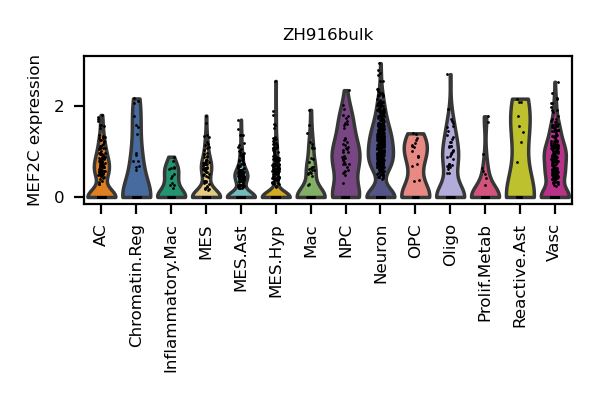 ZH916bulk
MEF2C expression
2
0
AC
Chromatin.Reg
Inflammatory.Mac
MES
MES.Ast
MES.Hyp
Mac
NPC
Neuron
OPC
Oligo
Prolif.Metab
Reactive.Ast
Vasc